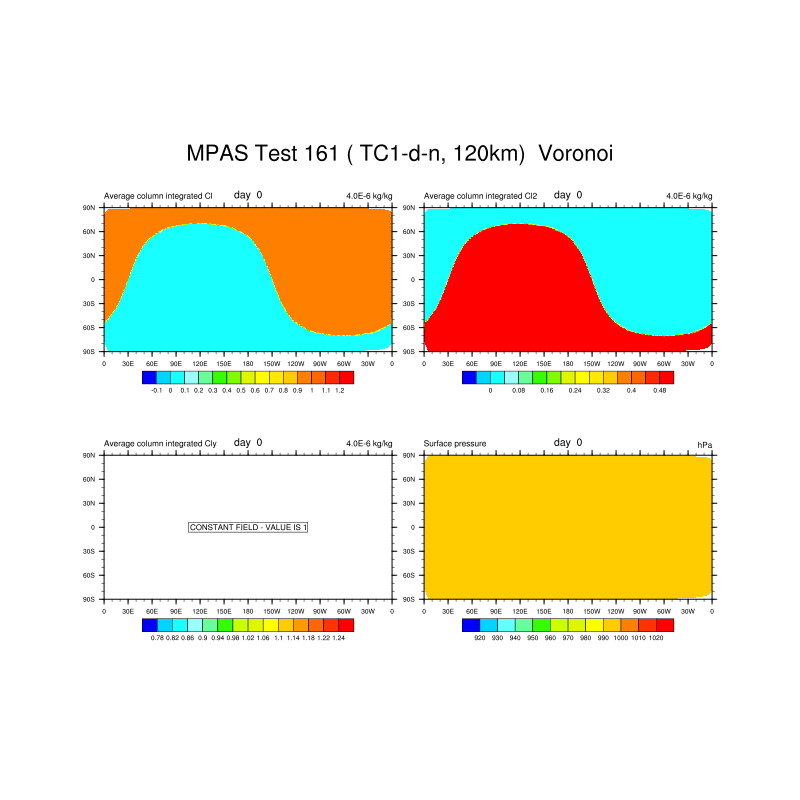 MPAS Test 161 ( TC1-d-n, 120km)  Voronoi
Average column integrated Cl day 0 4.0E-6 kg/kg
90N
60N
30N
0
30S
60S
90S
0 30E 60E 90E 120E 150E 180 150W 120W 90W 60W 30W 0
-0.1 0 0.1 0.2 0.3 0.4 0.5 0.6 0.7 0.8 0.9 1 1.1 1.2
Average column integrated Cl2 day 0 4.0E-6 kg/kg
90N
60N
30N
0
30S
60S
90S
0 30E 60E 90E 120E 150E 180 150W 120W 90W 60W 30W 0
0 0.08 0.16 0.24 0.32 0.4 0.48
Average column integrated Cly day 0 4.0E-6 kg/kg
90N
60N
30N
0
30S
60S
90S
CONSTANT FIELD - VALUE IS 1
0 30E 60E 90E 120E 150E 180 150W 120W 90W 60W 30W 0
0.78 0.82 0.86 0.9 0.94 0.98 1.02 1.06 1.1 1.14 1.18 1.22 1.24
Surface pressure day 0 hPa
90N
60N
30N
0
30S
60S
90S
0 30E 60E 90E 120E 150E 180 150W 120W 90W 60W 30W 0
920 930 940 950 960 970 980 990 1000 1010 1020